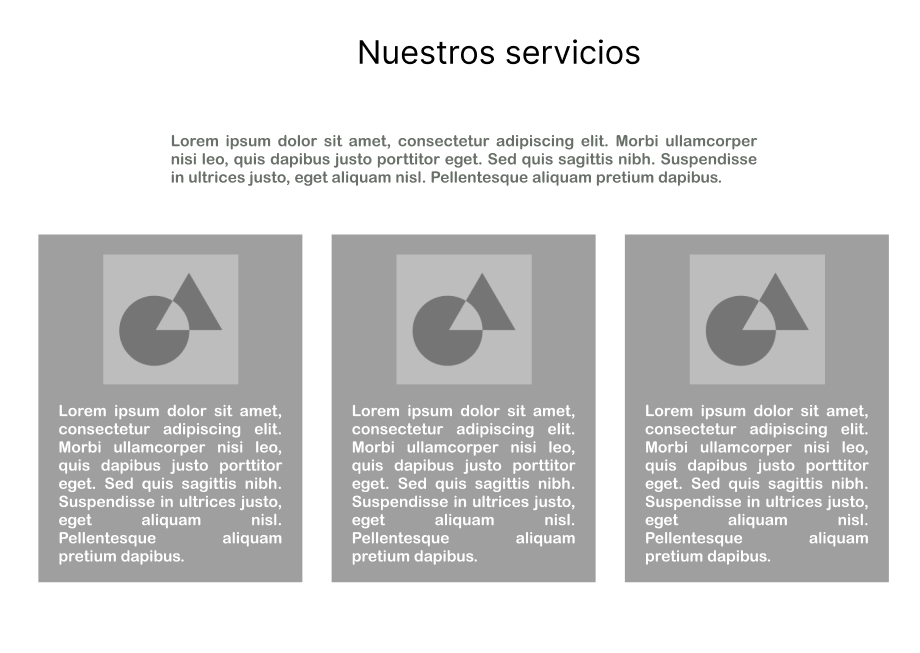 Nuestros servicios
Lorem ipsum dolor sit amet, consectetur adipiscing elit. Morbi ullamcorper
nisi leo, quis dapibus justo porttitor eget. Sed quis sagittis nibh. Suspendisse
in ultrices justo, eget aliquam nisl. Pellentesque aliquam pretium dapibus.
Lorem ipsum dolor sit amet,
consectetur adipiscing elit.
Morbi ullamcorper nisi leo,
quis dapibus justo porttitor
eget. Sed quis sagittis nibh.
Suspendisse in ultrices justo,
eget aliquam nisl.
Pellentesque aliquam
pretium dapibus.
Lorem ipsum dolor sit amet,
consectetur adipiscing elit.
Morbi ullamcorper nisi leo,
quis dapibus justo porttitor
eget. Sed quis sagittis nibh.
Suspendisse in ultrices justo,
eget aliquam nisl.
Pellentesque aliquam
pretium dapibus.
Lorem ipsum dolor sit amet,
consectetur adipiscing elit.
Morbi ullamcorper nisi leo,
quis dapibus justo porttitor
eget. Sed quis sagittis nibh.
Suspendisse in ultrices justo,
eget aliquam nisl.
Pellentesque aliquam
pretium dapibus.